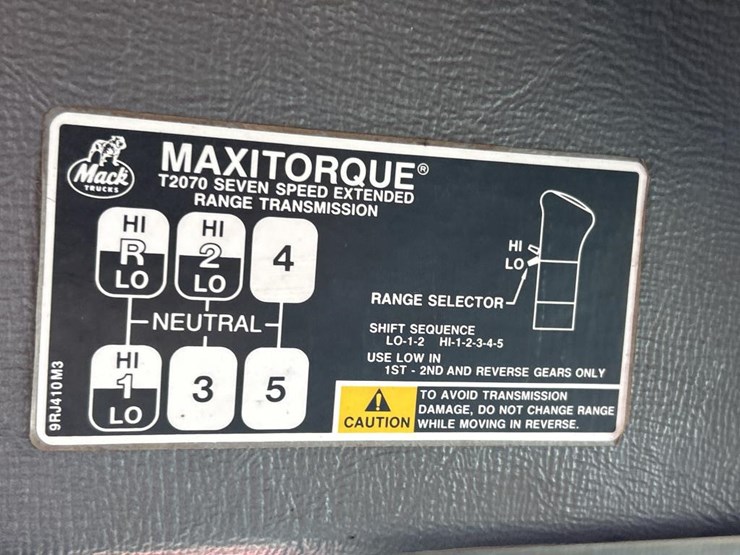 Mack
TRUCKS
MAXITORQUE®
T2070 SEVEN SPEED EXTENDED
RANGE TRANSMISSION
HI HI
R 2 4
LO LO
NEUTRAL
HI
1 3 5
LO
HI
LO
RANGE SELECTOR
SHIFT SEQUENCE
LO-1-2 HI-1-2-3-4-5
USE LOW IN
1ST - 2ND AND REVERSE GEARS ONLY
CAUTION
TO AVOID TRANSMISSION
DAMAGE, DO NOT CHANGE RANGE
WHILE MOVING IN REVERSE.
9RJ410M3